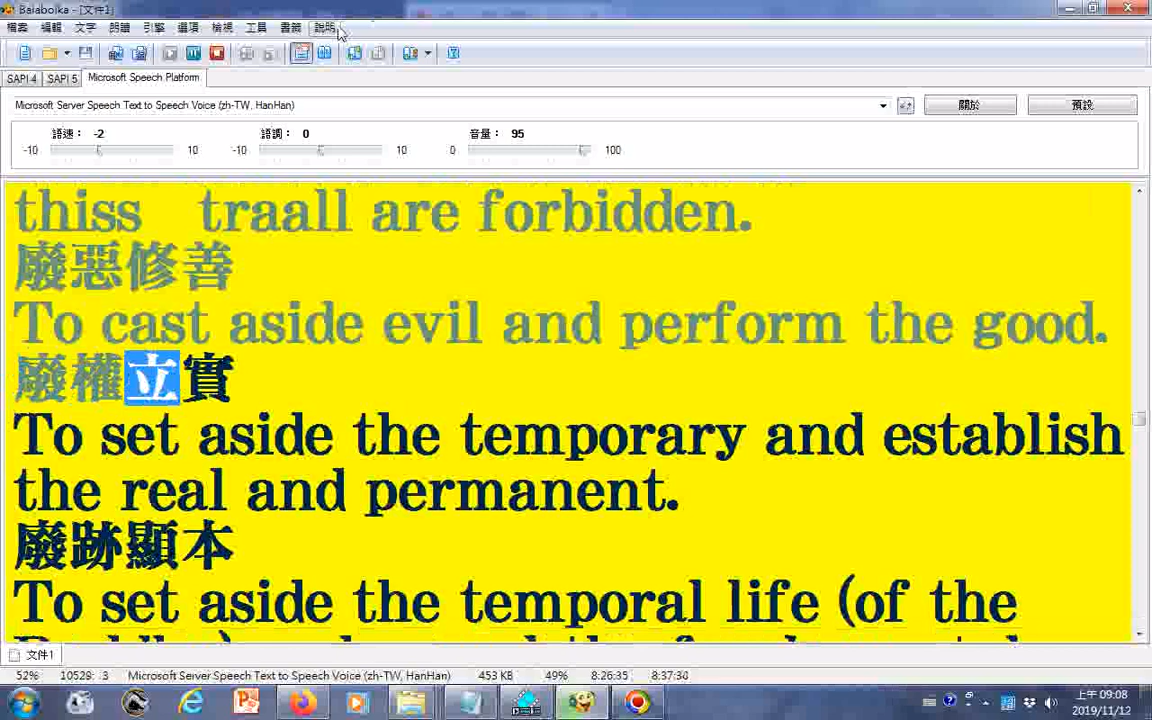 Balabolka - [文件1]
檔案 編輯 文字 朗讀 引擎 選項 檢視 工具 書籤 說明
SAPI 4 SAPI 5 Microsoft Speech Platform
Microsoft Server Speech Text to Speech Voice (zh-TW, HanHan) 關於 預設
語速： -2 語調： 0 音量： 95
-10 10 -10 10 0 100
thiss traall are forbidden.
廢惡修善
To cast aside evil and perform the good.
廢權立實
To set aside the temporary and establish
the real and permanent.
廢跡顯本
To set aside the temporal life (of the
文件1
52% 10528: 3 Microsoft Server Speech Text to Speech Voice (zh-TW, HanHan) 453 KB 49% 8:26:35 8:37:30
上午 09:08
2019/11/12